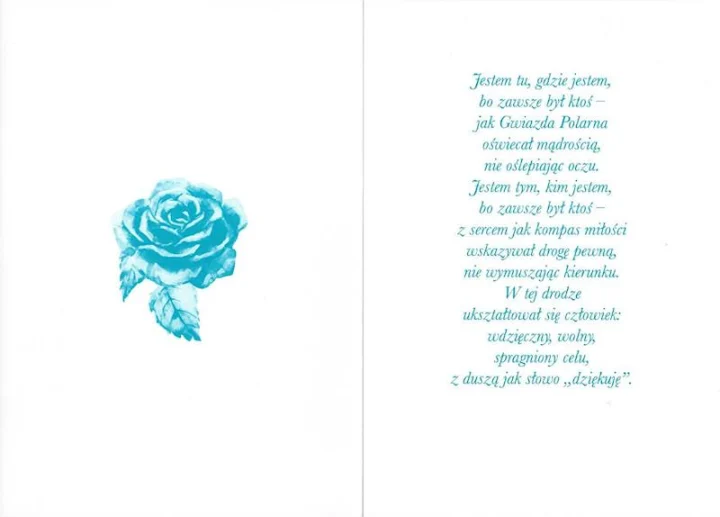 Jestem tu, gdzie jestem,
bo zawsze był ktoś –
jak Gwiazda Polarna
oświecał mądrością,
nie oślepiając oczu.
Jestem tym, kim jestem,
bo zawsze był ktoś –
z sercem jak kompas miłości
wskazywał drogę pewną,
nie wymuszając kierunku.
W tej drodze
ukształtował się człowiek:
wdzięczny, wolny,
spragniony celu,
z duszą jak słowo „dziękuję”.